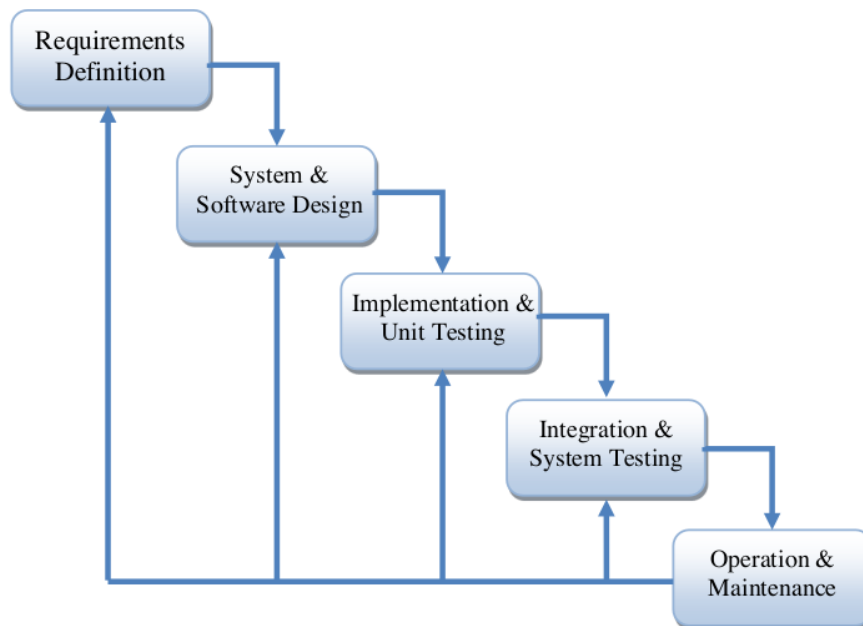 Requirements
Definition
System &
Software Design
Implementation &
Unit Testing
Integration &
System Testing
Operation &
Maintenance